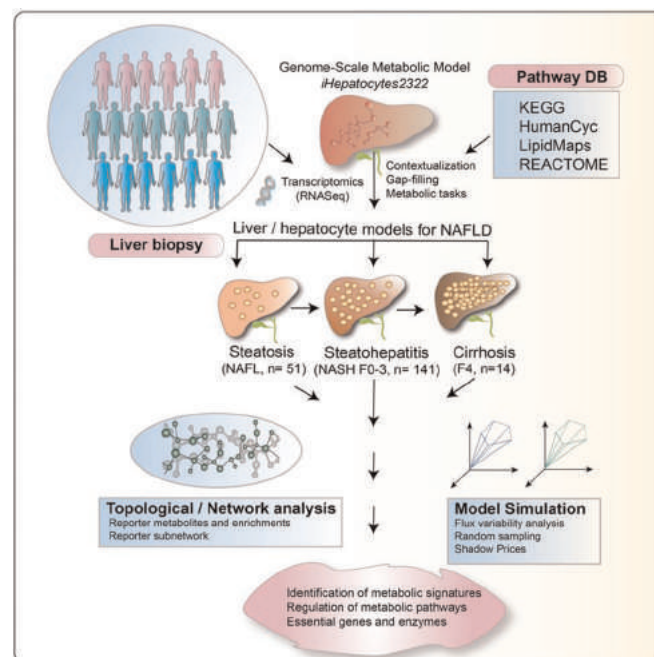 Genome-Scale Metabolic Model
iHepatocytes2322
Pathway DB
KEGG
HumanCyc
LipidMaps
REACTOME
Transcriptomics
(RNASeq)
Contextualization
Gap-filling
Metabolic tasks
Liver biopsy
Liver / hepatocyte models for NAFLD
Steatosis
(NAFL, n= 51)
Steatohepatitis
(NASH F0-3, n= 141)
Cirrhosis
(F4, n=14)
Topological / Network analysis
Reporter metabolites and enrichments
Reporter subnetwork
Model Simulation
Flux variability analysis
Random sampling
Shadow Prices
Identification of metabolic signatures
Regulation of metabolic pathways
Essential genes and enzymes